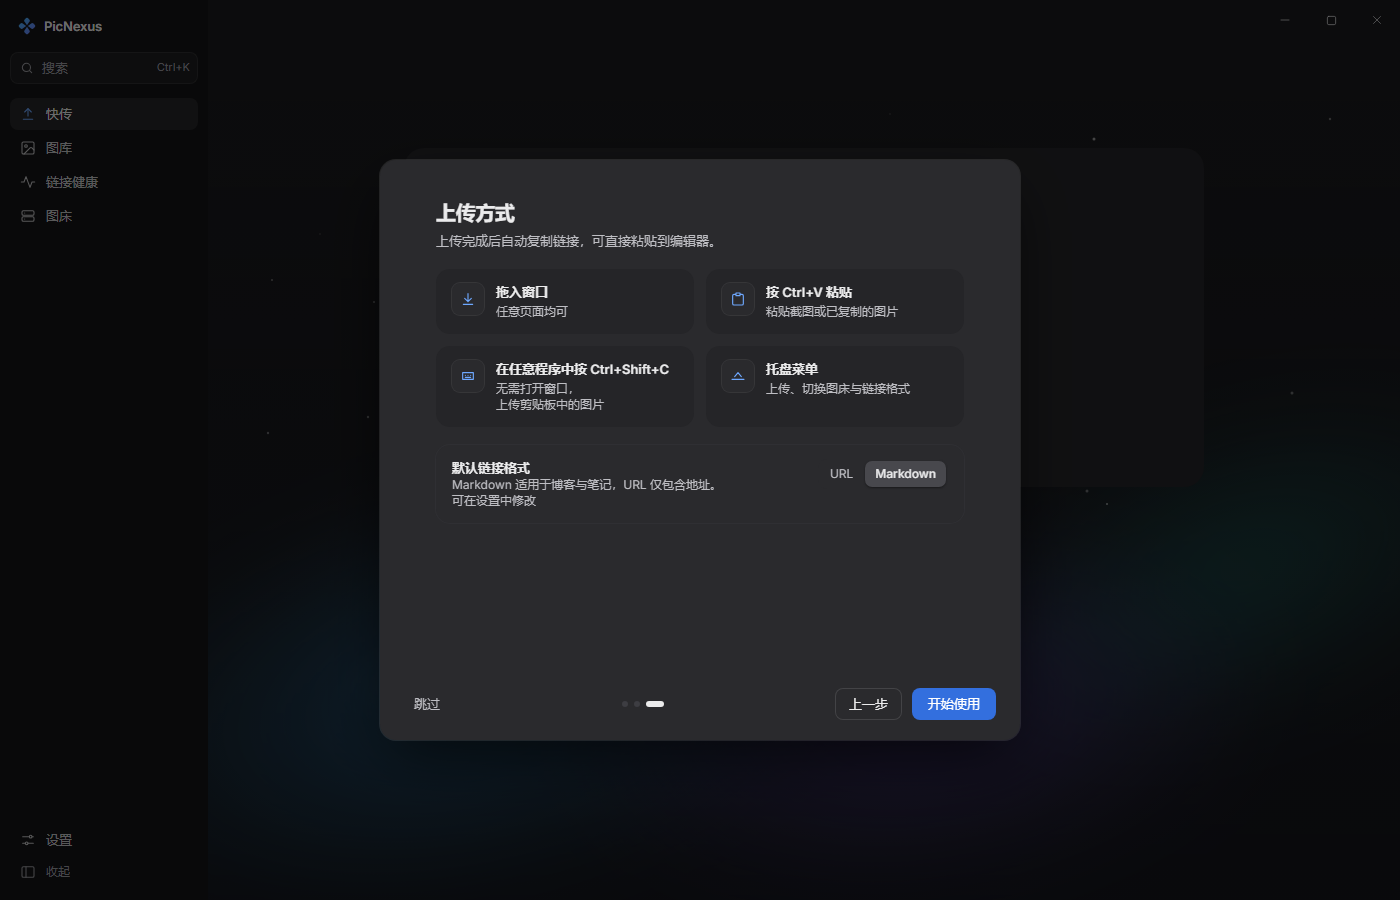 PicNexus
搜索 Ctrl+K
快传
图库
链接健康
图床
上传方式
上传完成后自动复制链接，可直接粘贴到编辑器。
拖入窗口
任意页面均可
按 Ctrl+V 粘贴
粘贴截图或已复制的图片
在任意程序中按 Ctrl+Shift+C
无需打开窗口，
上传剪贴板中的图片
托盘菜单
上传、切换图床与链接格式
默认链接格式
Markdown 适用于博客与笔记，URL 仅包含地址。
可在设置中修改
URL Markdown
跳过 上一步 开始使用
设置
收起